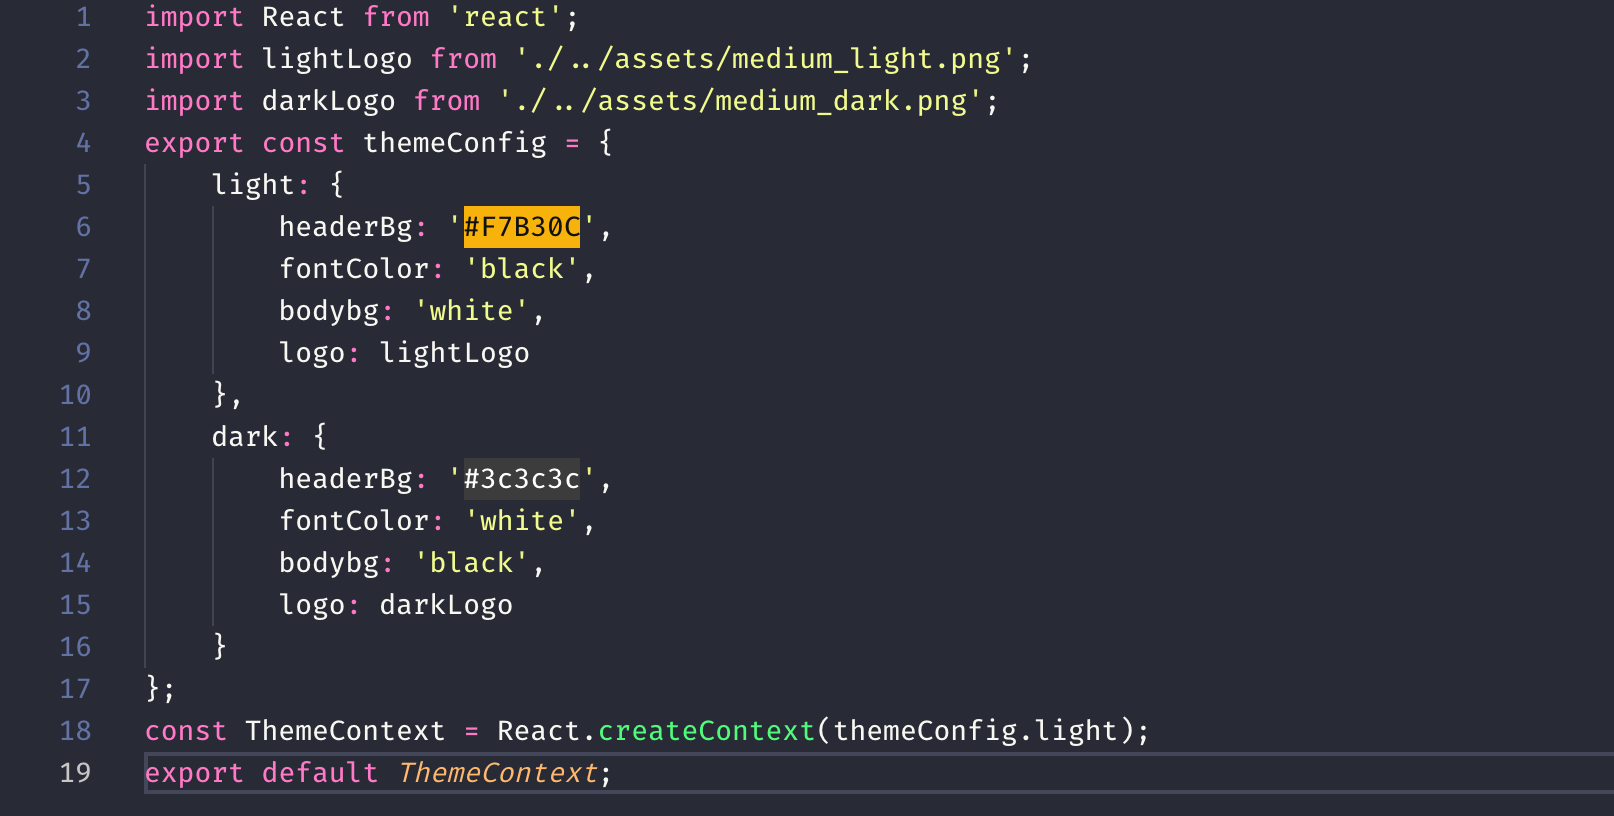 1 import React from 'react';
2 import lightLogo from './../assets/medium_light.png';
3 import darkLogo from './../assets/medium_dark.png';
4 export const themeConfig = {
5     light: {
6         headerBg: '#F7B30C',
7         fontColor: 'black',
8         bodybg: 'white',
9         logo: lightLogo
10     },
11     dark: {
12         headerBg: '#3c3c3c',
13         fontColor: 'white',
14         bodybg: 'black',
15         logo: darkLogo
16     }
17 };
18 const ThemeContext = React.createContext(themeConfig.light);
19 export default ThemeContext;